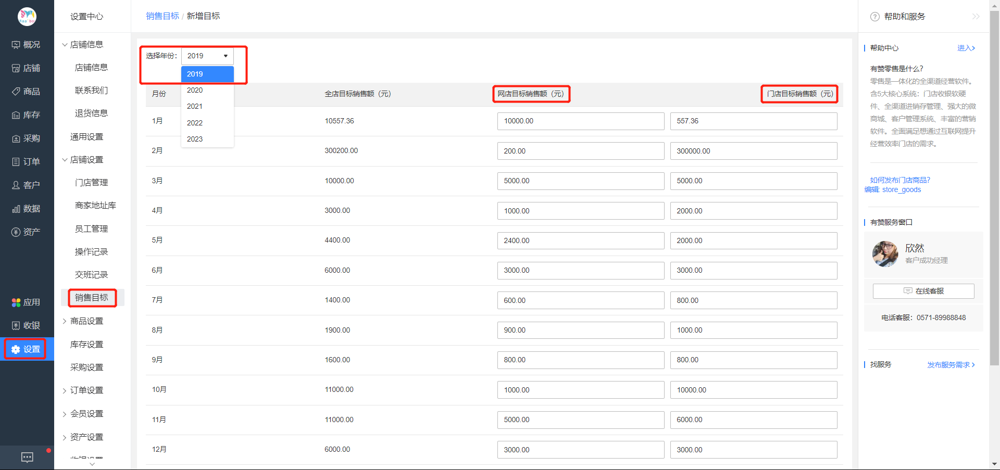 概况
店铺
商品
库存
采购
订单
客户
数据
资产
应用
收银
设置
设置中心
店铺信息
店铺信息
联系我们
退货信息
通用设置
店铺设置
门店管理
商家地址库
员工管理
操作记录
交班记录
销售目标
商品设置
库存设置
采购设置
订单设置
会员设置
资产设置
销售目标 / 新增目标
选择年份: 2019
2019
2020
2021
2022
2023
月份 全店目标销售额（元） 网店目标销售额（元） 门店目标销售额（元）
1月 10557.36 10000.00 557.36
2月 300200.00 200.00 300000.00
3月 10000.00 5000.00 5000.00
4月 3000.00 1000.00 2000.00
5月 4400.00 2400.00 2000.00
6月 6000.00 3000.00 3000.00
7月 1400.00 600.00 800.00
8月 1900.00 900.00 1000.00
9月 1600.00 800.00 800.00
10月 11000.00 1000.00 10000.00
11月 11000.00 5000.00 6000.00
12月 6000.00 3000.00 3000.00
? 帮助和服务
帮助中心 进入
有赞零售是什么?
零售是一体化的全渠道经营软件。
含5大核心系统：门店收银软硬
件、全渠道进销存管理、强大的微
商城、客户管理系统、丰富的营销
软件。全面满足想通过互联网提升
经营效率门店的需求。
如何发布门店商品?
编辑: store_goods
有赞服务窗口
欣然
客户成功经理
在线客服
电话客服：0571-89988848
找服务 发布服务需求